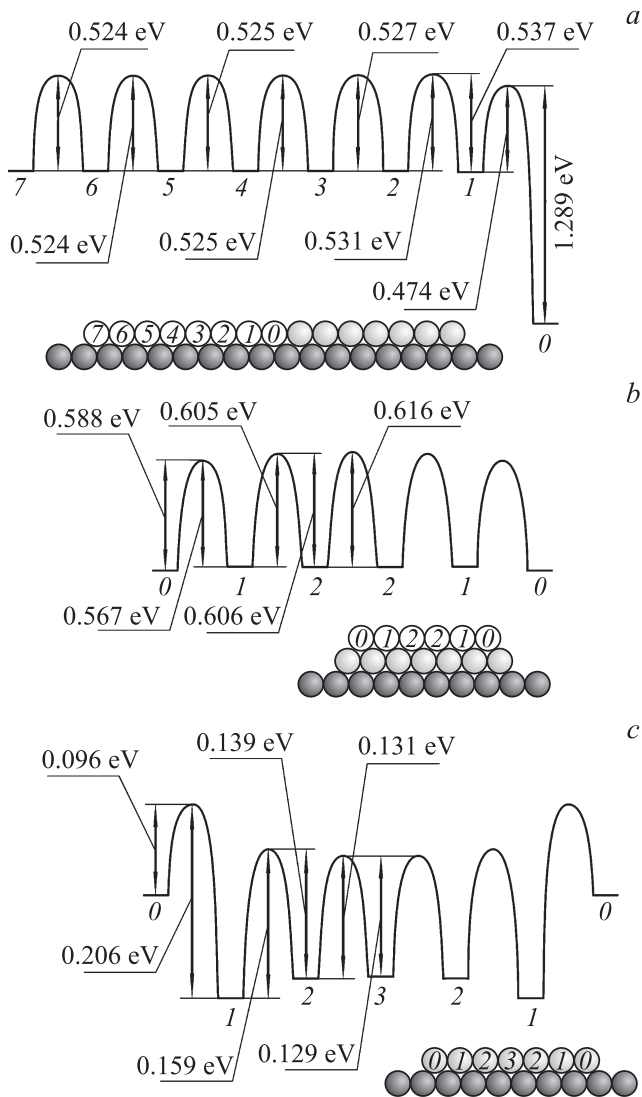 a
0.524 eV 0.525 eV 0.527 eV 0.537 eV
7 6 5 4 3 2 1
1.289 eV
0.524 eV 0.525 eV 0.531 eV
0.474 eV
0
7 6 5 4 3 2 1 0
b
0.588 eV 0.605 eV 0.616 eV
0 1 2 2 1 0
0.567 eV 0.606 eV
0 1 2 2 1 0
c
0.139 eV 0.131 eV
0.096 eV
0 0
0.206 eV
2 3 2
1 1
0.159 eV 0.129 eV
0 1 2 3 2 1 0